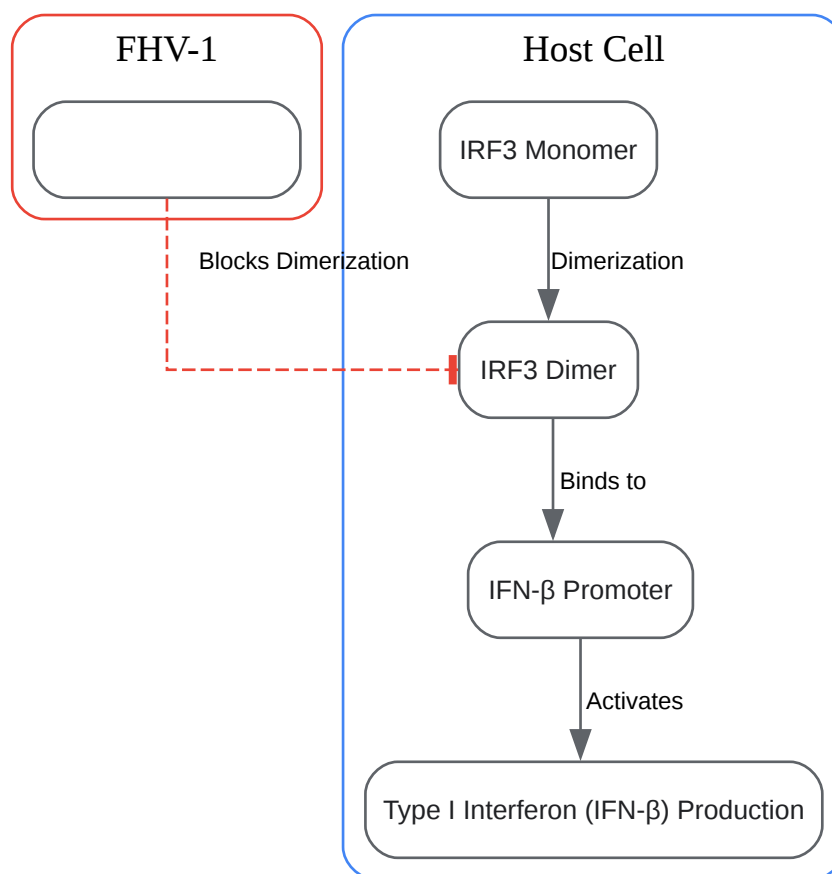 FHV-1
Host Cell
IRF3 Monomer
Blocks Dimerization
Dimerization
IRF3 Dimer
Binds to
IFN-β Promoter
Activates
Type I Interferon (IFN-β) Production